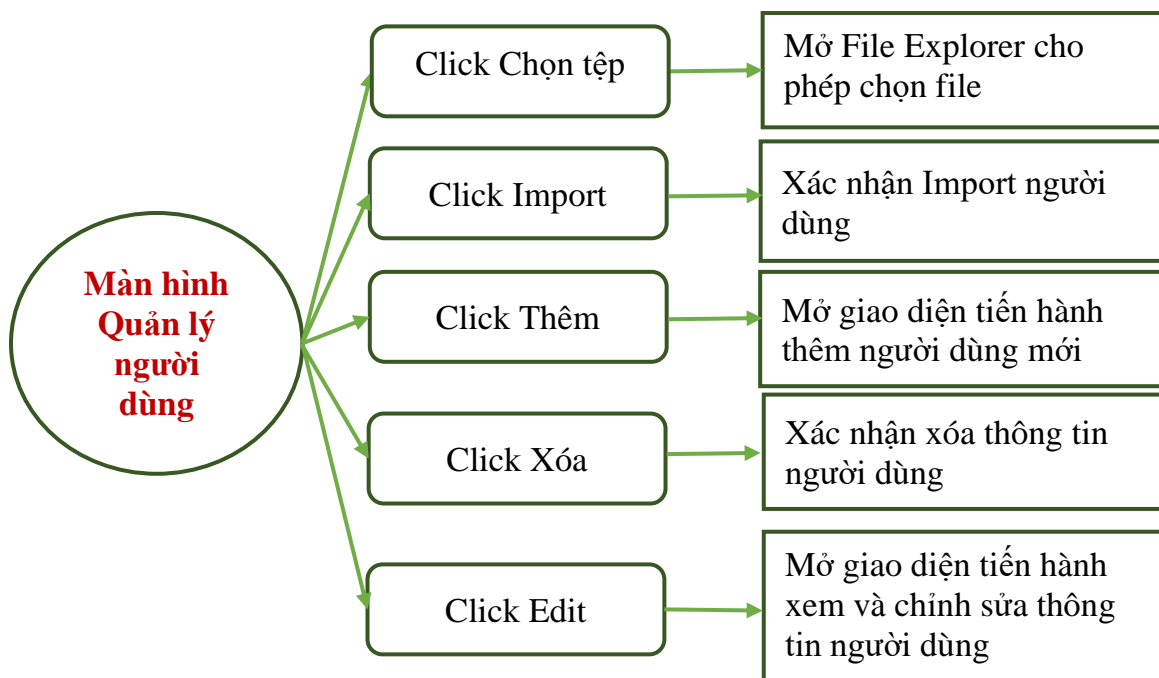 Màn hình
Quản lý
người
dùng
Click Chọn tệp
Mở File Explorer cho
phép chọn file
Click Import
Xác nhận Import người
dùng
Click Thêm
Mở giao diện tiến hành
thêm người dùng mới
Click Xóa
Xác nhận xóa thông tin
người dùng
Click Edit
Mở giao diện tiến hành
xem và chỉnh sửa thông
tin người dùng